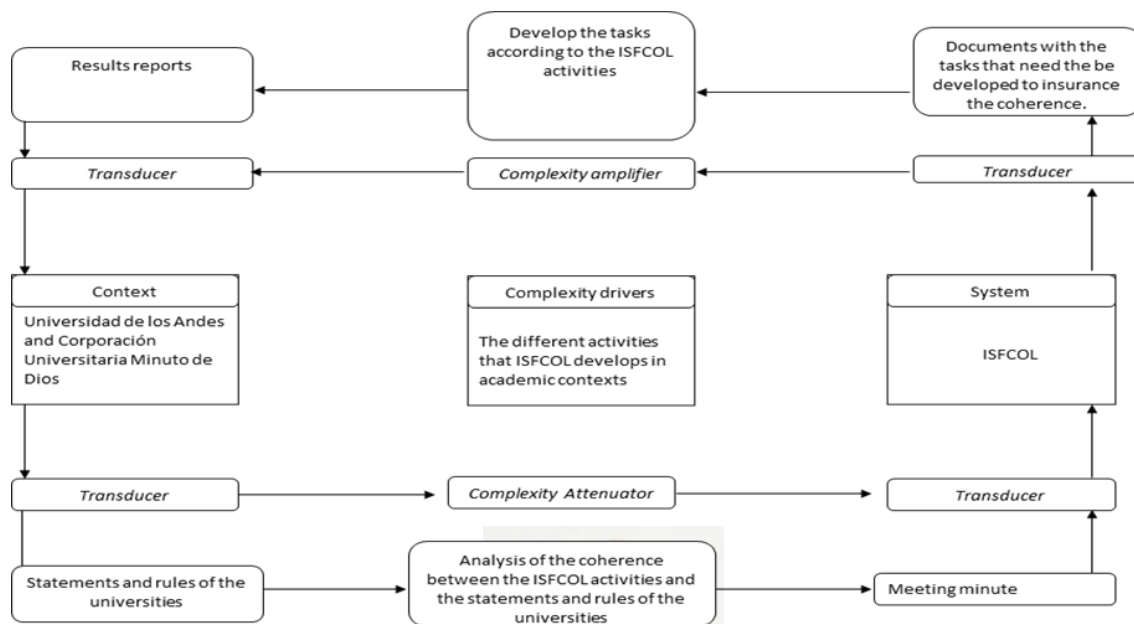 Results reports
Develop the tasks
according to the ISFCOL
activities
Documents with the
tasks that need the be
developed to insurance
the coherence.
Transducer
Complexity amplifier
Transducer
Context
Universidad de los Andes
and Corporación
Universitaria Minuto de
Dios
Complexity drivers
The different activities
that ISFCOL develops in
academic contexts
System
ISFCOL
Transducer
Complexity Attenuator
Transducer
Statements and rules of the
universities
Analysis of the coherence
between the ISFCOL activities and
the statements and rules of the
universities
Meeting minute